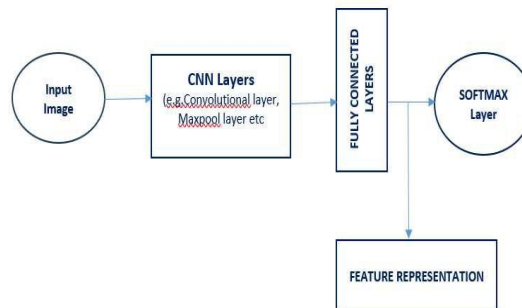 Input
Image
CNN Layers
(e.g.Convolutional layer,
Maxpool layer etc
FULLY CONNECTED
LAYERS
SOFTMAX
Layer
FEATURE REPRESENTATION